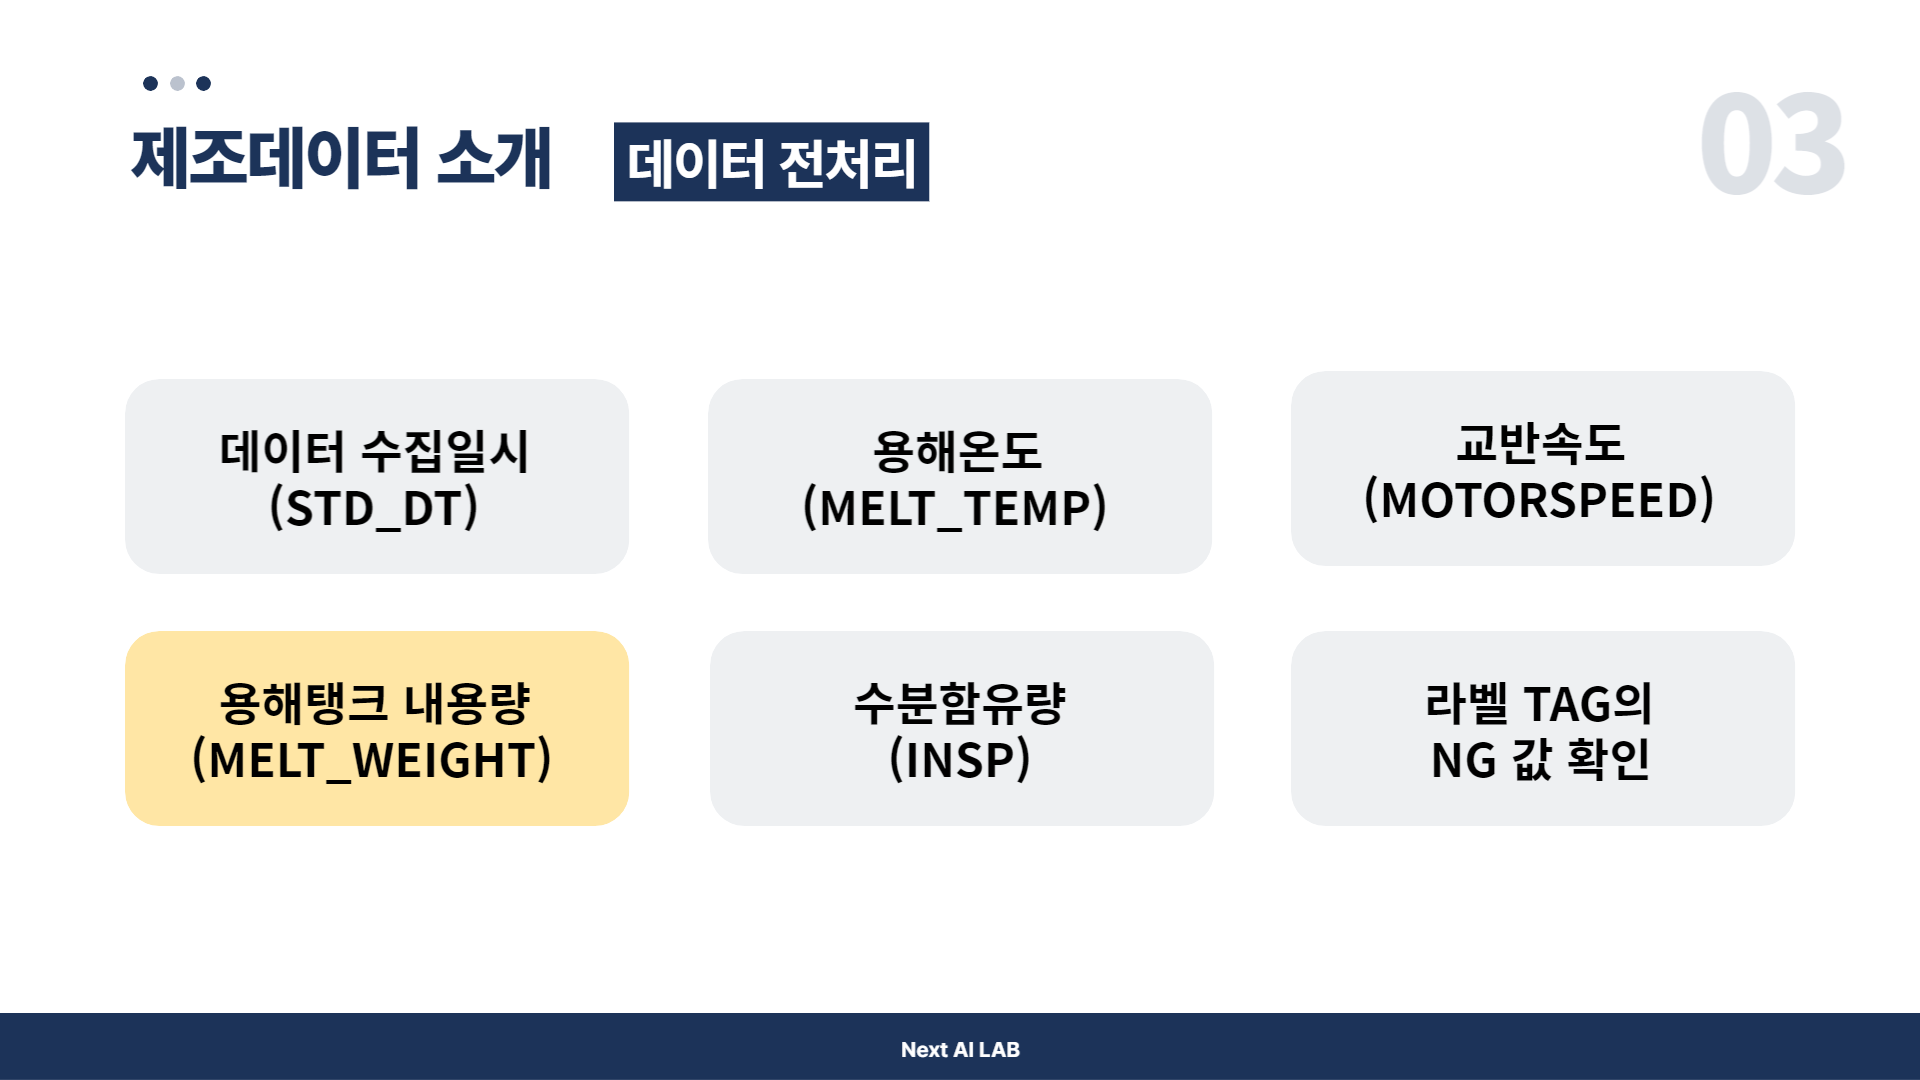 제조데이터 소개
데이터 전처리
03
데이터 수집일시
(STD_DT)
용해온도
(MELT_TEMP)
교반속도
(MOTORSPEED)
용해탱크 내용량
(MELT_WEIGHT)
수분함유량
(INSP)
라벨 TAG의
NG 값 확인
Next AI LAB